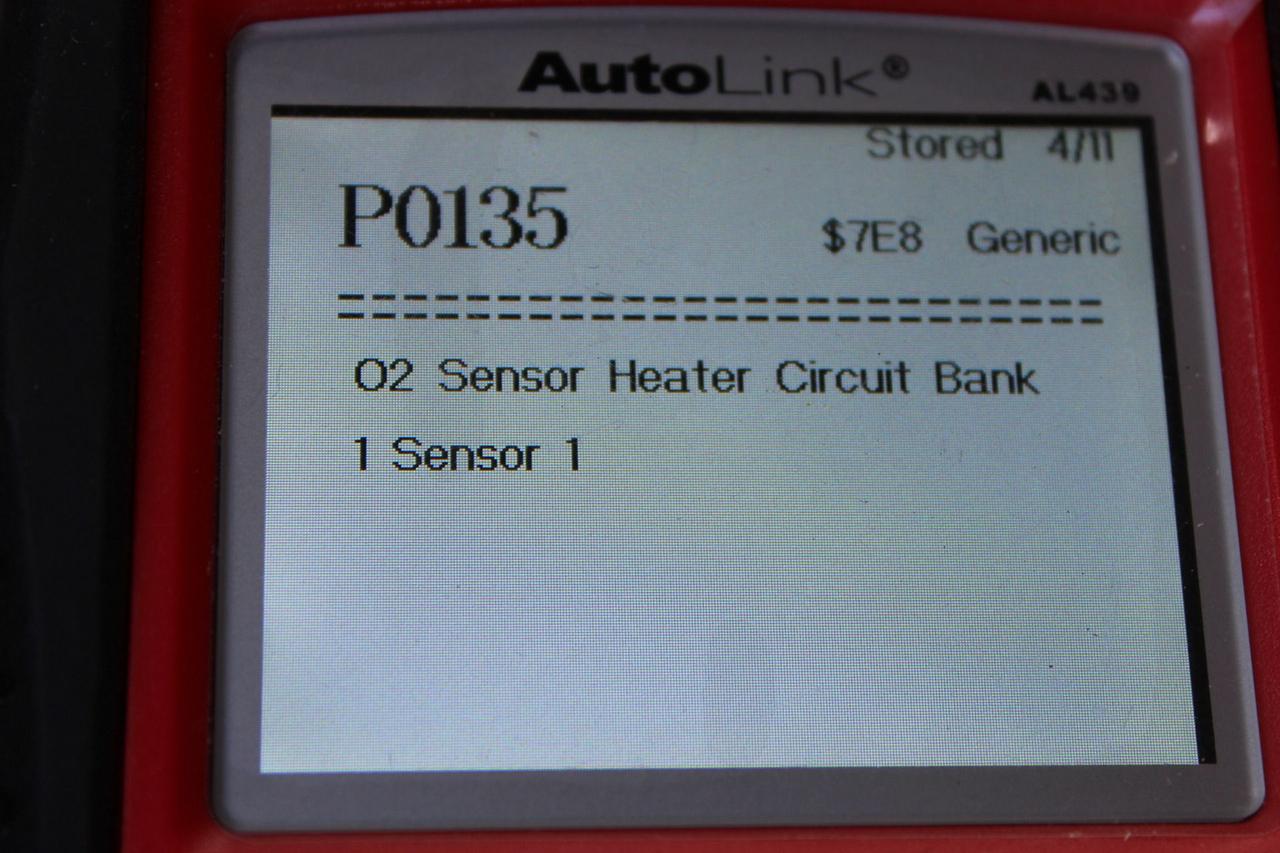 AutoLink®
AL439
Stored 4/11
P0135
$7E8 Generic
==========================
O2 Sensor Heater Circuit Bank
1 Sensor 1